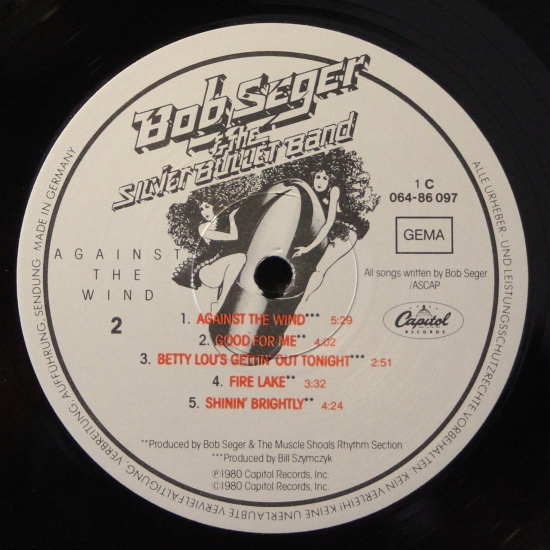 Bob Seger
& the
Silver Bullet Band
AGAINST
THE
WIND
2
1 C
064-86 097
GEMA
All songs written by Bob Seger
/ASCAP
Capitol
RECORDS
1. AGAINST THE WIND*** 5:29
2. GOOD FOR ME** 4:02
3. BETTY LOU'S GETTIN' OUT TONIGHT*** 2:51
4. FIRE LAKE** 3:32
5. SHININ' BRIGHTLY** 4:24
**Produced by Bob Seger & The Muscle Shoals Rhythm Section
***Produced by Bill Szymczyk
℗1980 Capitol Records, Inc.
©1980 Capitol Records, Inc.
ALLE URHEBER- UND LEISTUNGSSCHUTZRECHTE VORBEHALTEN. KEIN VERLEIH! KEINE UNERLAUBTE VERVIELFÄLTIGUNG, VERBREITUNG, AUFFÜHRUNG, SENDUNG. MADE IN GERMANY